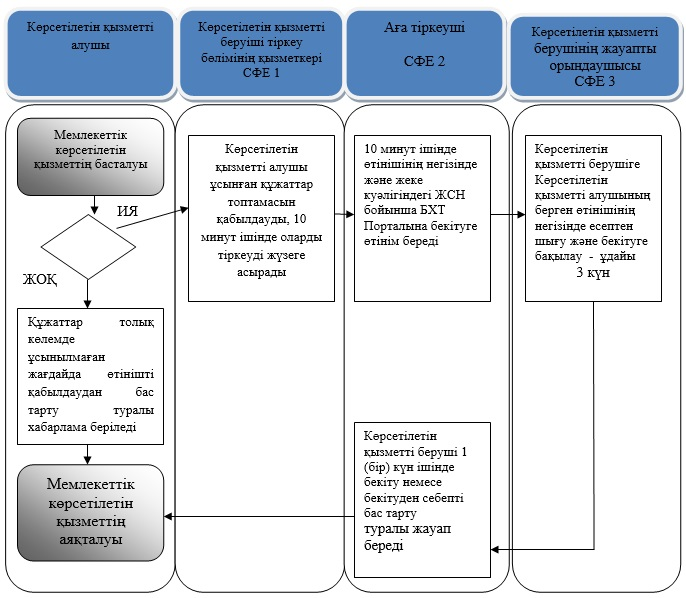 Көрсетілетін қызметті
алушы
Көрсетілетін қызметті
беруіші тіркеу
бөлімінің қызметкері
СФЕ 1
Аға тіркеуші
СФЕ 2
Көрсетілетін қызметті
берушінің жауапты
орындаушысы
СФЕ 3
Мемлекеттік
көрсетілетін
қызметтің басталуы
ИЯ
ЖОҚ
Құжаттар толық
көлемде
ұсынылмаған
жағдайда өтінішті
қабылдаудан бас
тарту туралы
хабарлама беріледі
Мемлекеттік
көрсетілетін
қызметтің
аяқталуы
Көрсетілетін
қызметті алушы
ұсынған құжаттар
топтамасын
қабылдауды, 10
минут ішінде оларды
тіркеуді жүзеге
асырады
10 минут ішінде
өтінішінің негізінде
және жеке
куәлігіндегі ЖСН
бойынша БХТ
Порталына бекітуге
өтінім береді
Көрсетілетін
қызметті берушіге
Көрсетілетін
қызметті алушының
берген өтінішінің
негізінде есептен
шығу және бекітуге
бақылау - ұдайы
3 күн
Көрсетілетін
қызметті беруші 1
(бір) күн ішінде
бекіту немесе
бекітуден себепті
бас тарту
туралы жауап
береді